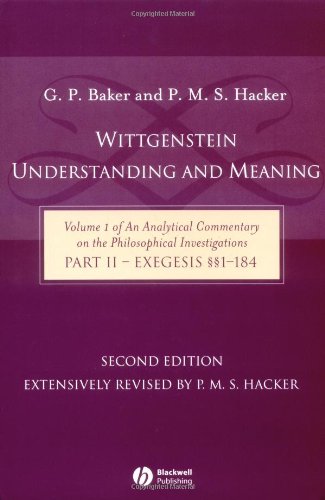 G. P. Baker and P. M. S. Hacker
Wittgenstein
Understanding and Meaning
Volume 1 of An Analytical Commentary
on the Philosophical Investigations
PART II – EXEGESIS §§1–184
SECOND EDITION
EXTENSIVELY REVISED BY P. M. S. HACKER
Blackwell
Publishing